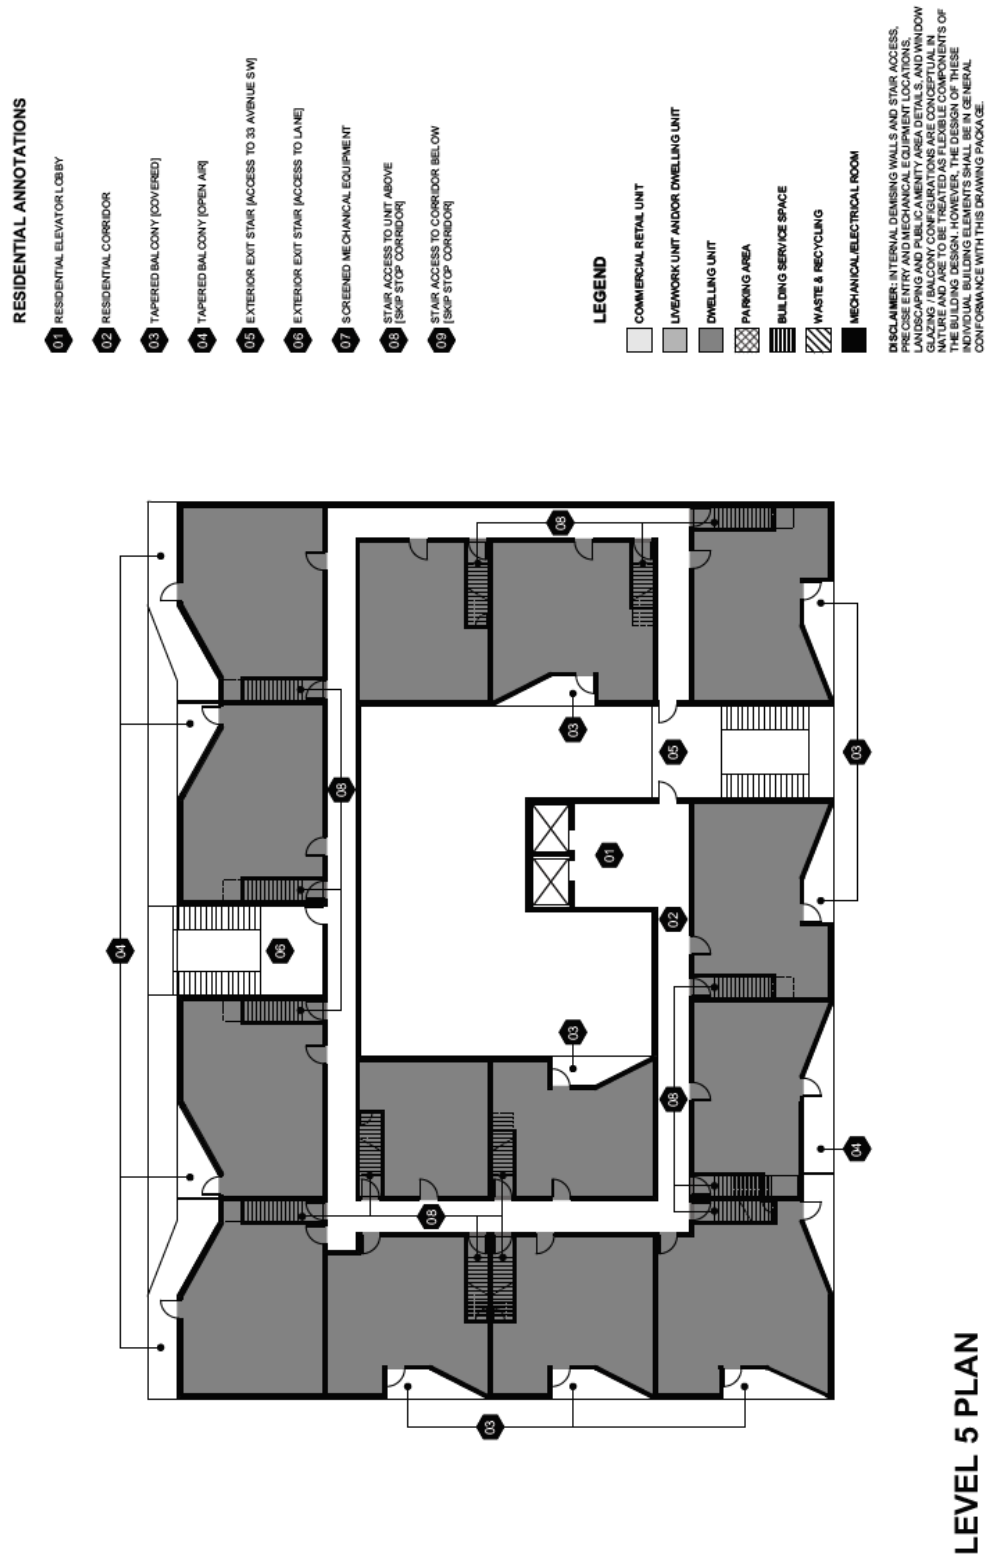 04
06
08
08
03
08
03
03
01
08
02
05
04
03
LEVEL 5 PLAN
RESIDENTIAL ANNOTATIONS
01 RESIDENTIAL ELEVATOR LOBBY
02 RESIDENTIAL CORRIDOR
03 TAPERED BALCONY [COVERED]
04 TAPERED BALCONY [OPEN AIR]
05 EXTERIOR EXIT STAIR [ACCESS TO 33 AVENUE SW]
06 EXTERIOR EXIT STAIR [ACCESS TO LANE]
07 SCREENED MECHANICAL EQUIPMENT
08 STAIR ACCESS TO UNIT ABOVE
[SKIP STOP CORRIDOR]
09 STAIR ACCESS TO CORRIDOR BELOW
[SKIP STOP CORRIDOR]
LEGEND
COMMERCIAL RETAIL UNIT
LIVE/WORK UNIT AND/OR DWELLING UNIT
DWELLING UNIT
PARKING AREA
BUILDING SERVICE SPACE
WASTE & RECYCLING
MECHANICAL/ELECTRICAL ROOM
DISCLAIMER: INTERNAL DEMISING WALLS AND STAIR ACCESS,
PRECISE ENTRY AND MECHANICAL EQUIPMENT LOCATIONS,
LANDSCAPING AND PUBLIC AMENITY AREA DETAILS, AND WINDOW
GLAZING / BALCONY CONFIGURATIONS ARE CONCEPTUAL IN
NATURE AND ARE TO BE TREATED AS FLEXIBLE COMPONENTS OF
THE BUILDING DESIGN. HOWEVER, THE DESIGN OF THESE
INDIVIDUAL BUILDING ELEMENTS SHALL BE IN GENERAL
CONFORMANCE WITH THIS DRAWING PACKAGE.